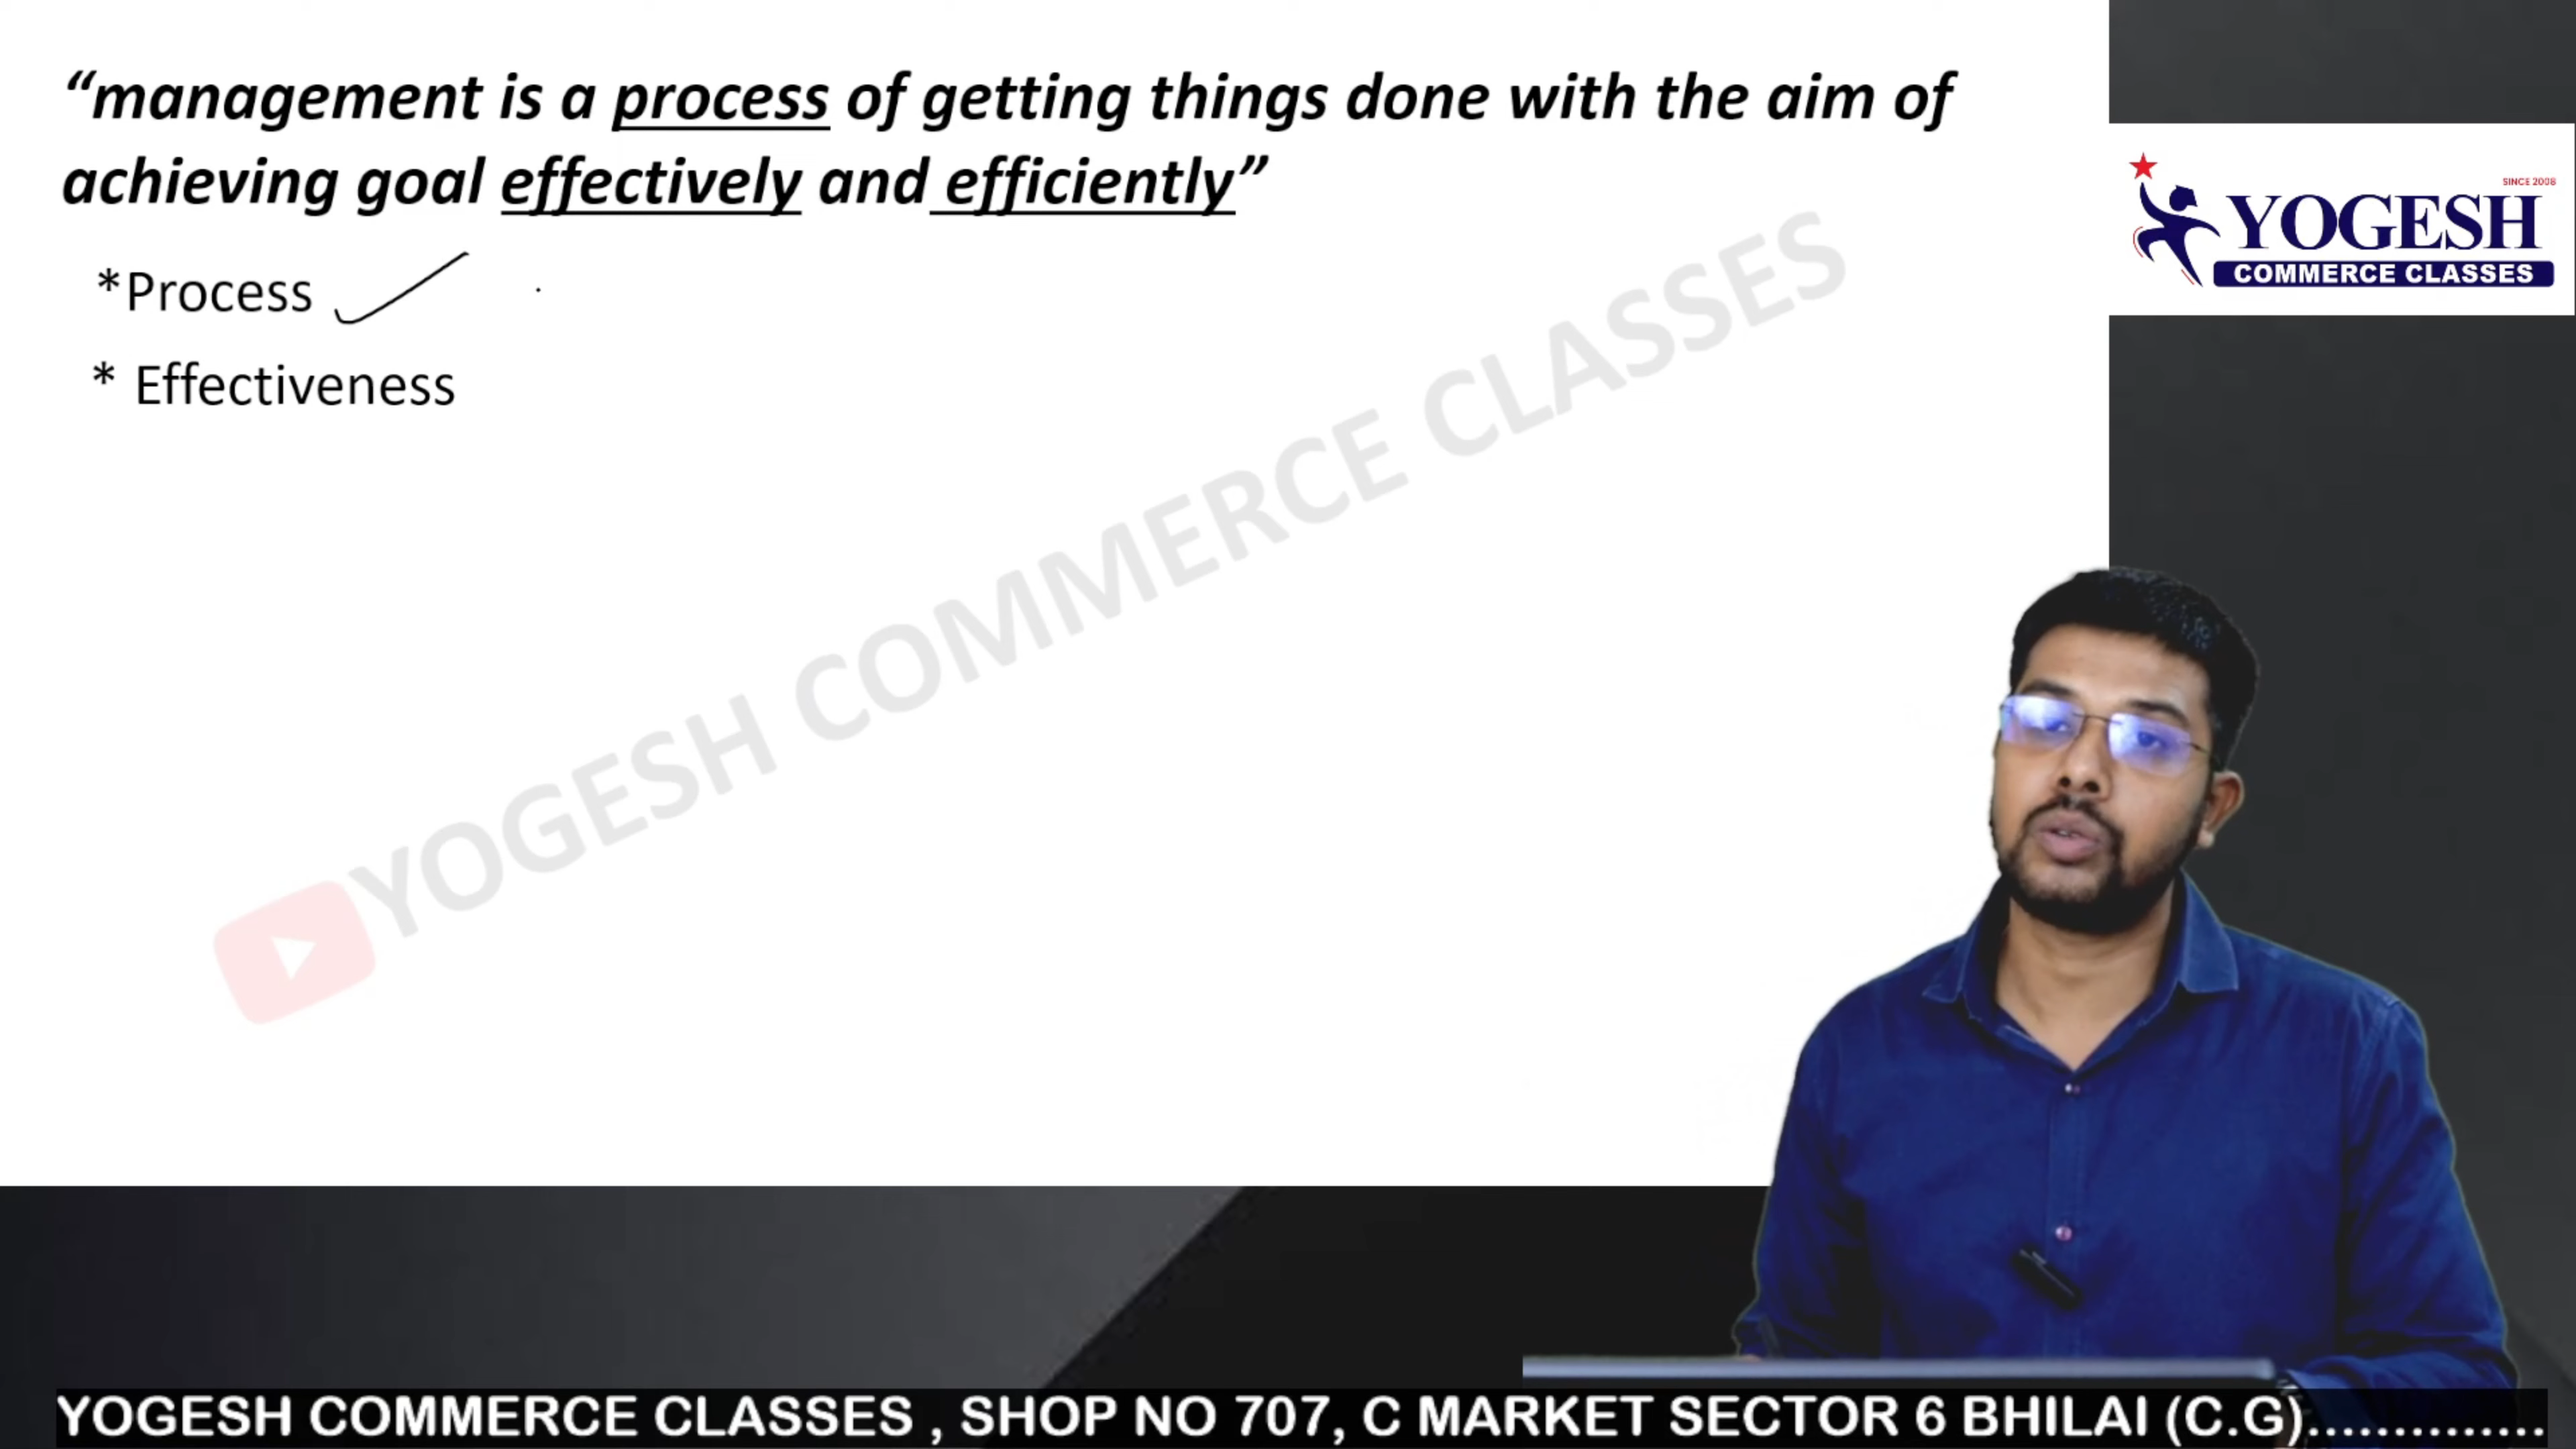 “management is a process of getting things done with the aim of
achieving goal effectively and efficiently”
*Process
* Effectiveness
YOGESH COMMERCE CLASSES
SINCE 2008
YOGESH
COMMERCE CLASSES
YOGESH COMMERCE CLASSES , SHOP NO 707, C MARKET SECTOR 6 BHILAI (C.G)..............